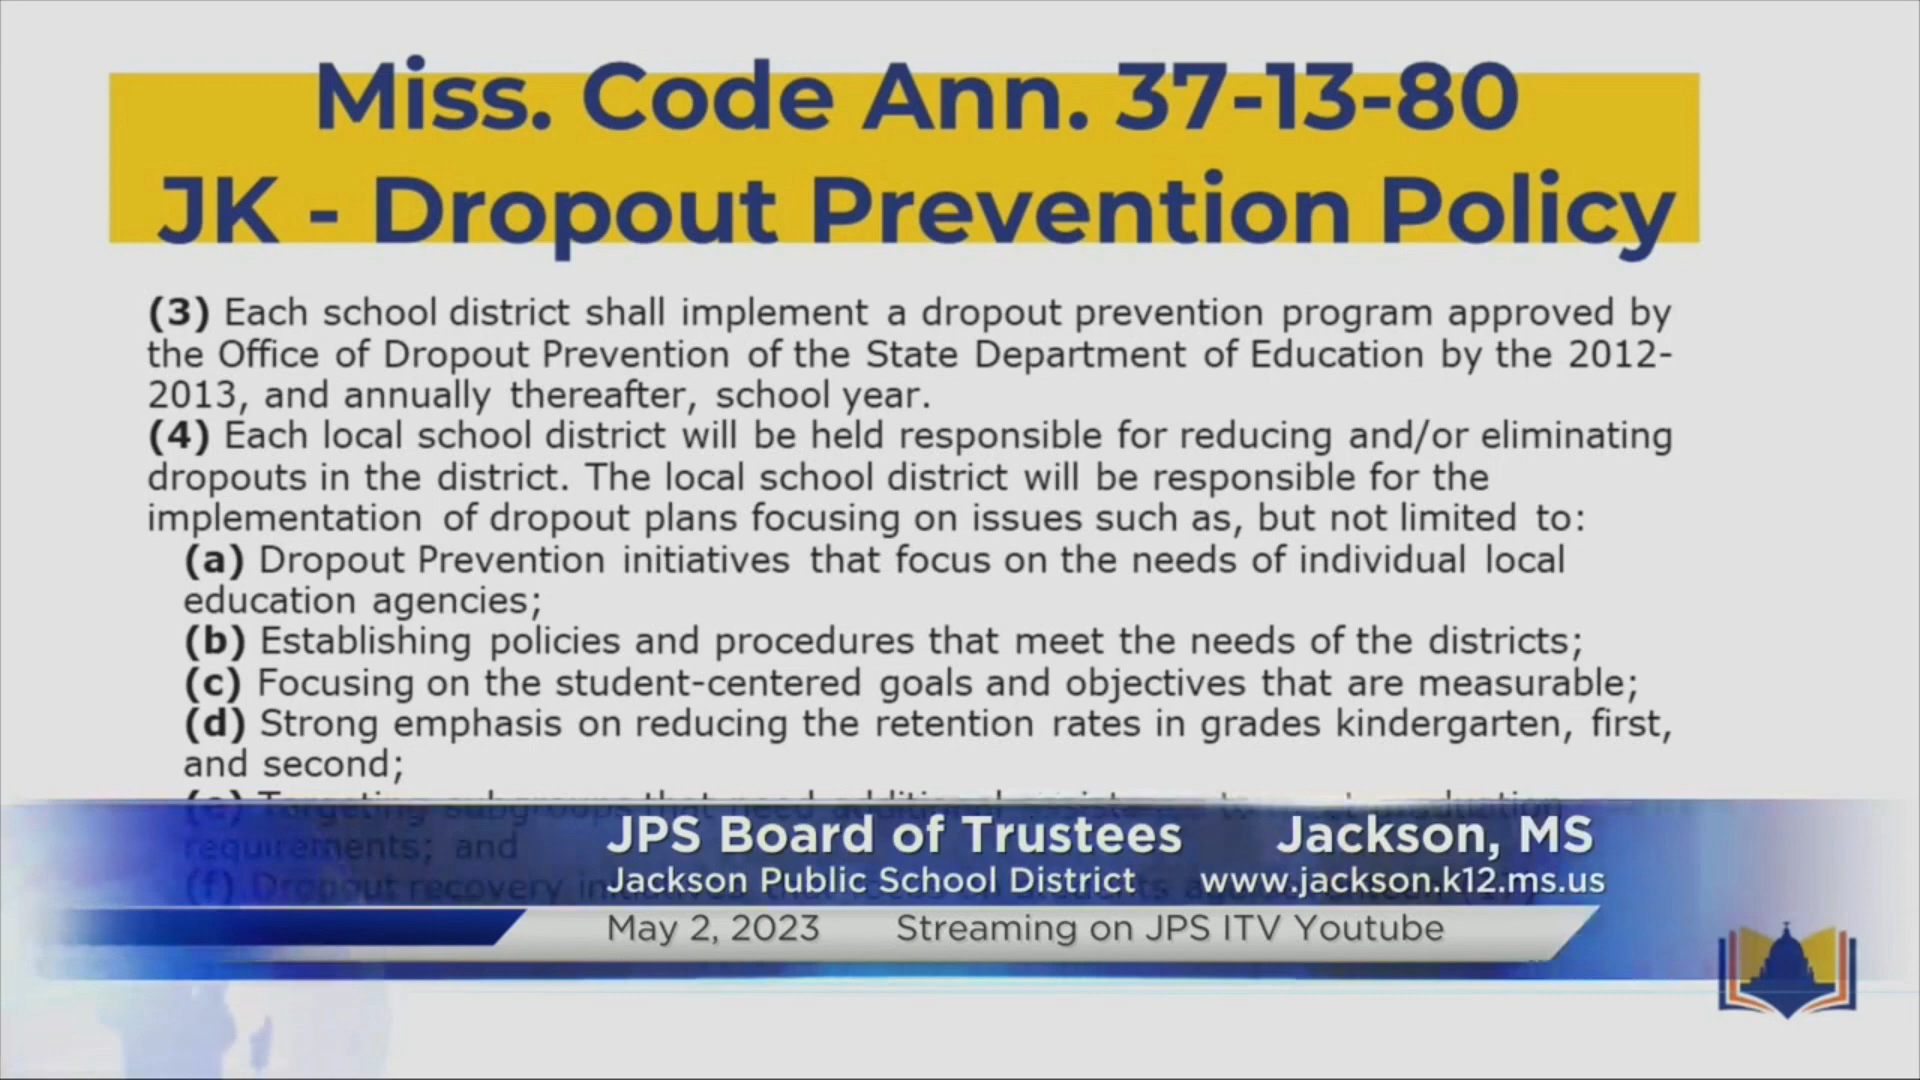 Miss. Code Ann. 37-13-80
JK - Dropout Prevention Policy
(3) Each school district shall implement a dropout prevention program approved by
the Office of Dropout Prevention of the State Department of Education by the 2012-
2013, and annually thereafter, school year.
(4) Each local school district will be held responsible for reducing and/or eliminating
dropouts in the district. The local school district will be responsible for the
implementation of dropout plans focusing on issues such as, but not limited to:
(a) Dropout Prevention initiatives that focus on the needs of individual local
education agencies;
(b) Establishing policies and procedures that meet the needs of the districts;
(c) Focusing on the student-centered goals and objectives that are measurable;
(d) Strong emphasis on reducing the retention rates in grades kindergarten, first,
and second;
(e) Targeting subgroups that need additional graduation
requirements; and
(f) Dropout recovery
JPS Board of Trustees Jackson, MS
Jackson Public School District www.jackson.k12.ms.us
May 2, 2023 Streaming on JPS ITV Youtube